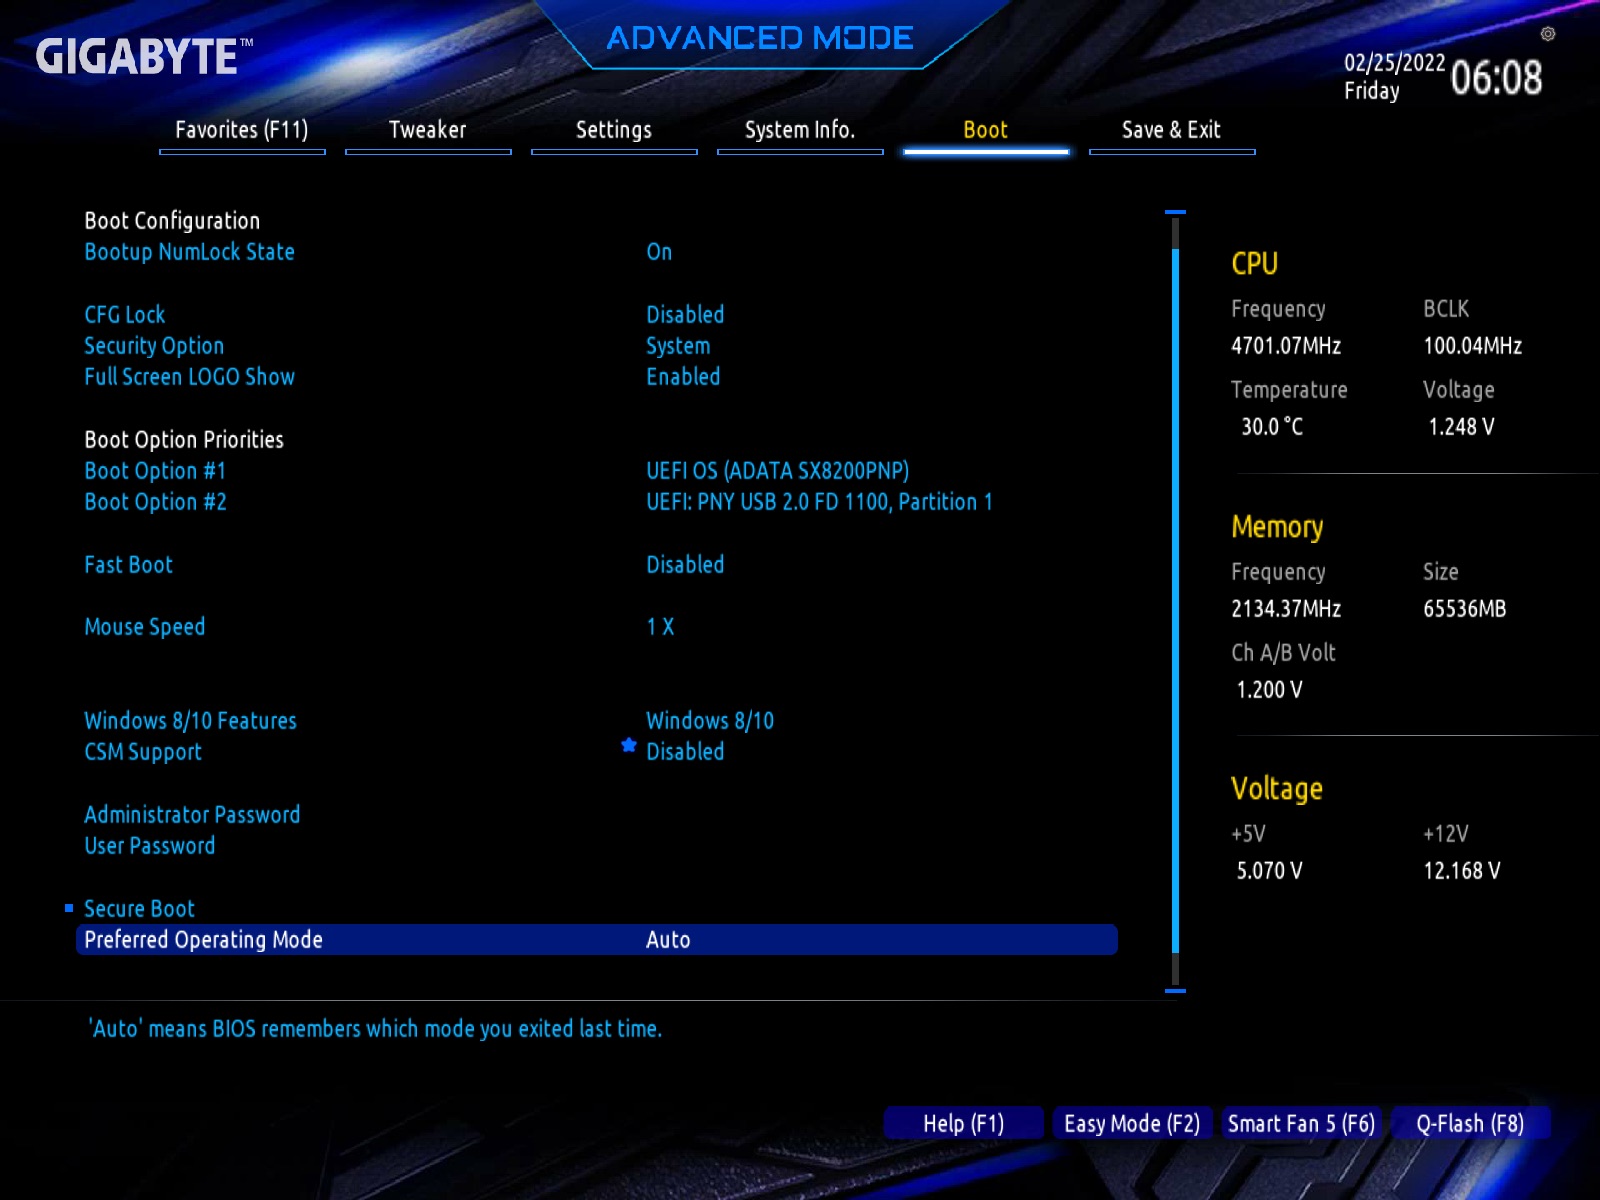 GIGABYTE™
ADVANCED MODE
02/25/2022
Friday
06:08
Favorites (F11) Tweaker Settings System Info. Boot Save & Exit
Boot Configuration
Bootup NumLock State On
CFG Lock Disabled
Security Option System
Full Screen LOGO Show Enabled
Boot Option Priorities
Boot Option #1 UEFI OS (ADATA SX8200PNP)
Boot Option #2 UEFI: PNY USB 2.0 FD 1100, Partition 1
Fast Boot Disabled
Mouse Speed 1 X
Windows 8/10 Features Windows 8/10
CSM Support Disabled
Administrator Password
User Password
Secure Boot
Preferred Operating Mode Auto
CPU
Frequency BCLK
4701.07MHz 100.04MHz
Temperature Voltage
30.0 °C 1.248 V
Memory
Frequency Size
2134.37MHz 65536MB
Ch A/B Volt
1.200 V
Voltage
+5V +12V
5.070 V 12.168 V
'Auto' means BIOS remembers which mode you exited last time.
Help (F1) Easy Mode (F2) Smart Fan 5 (F6) Q-Flash (F8)